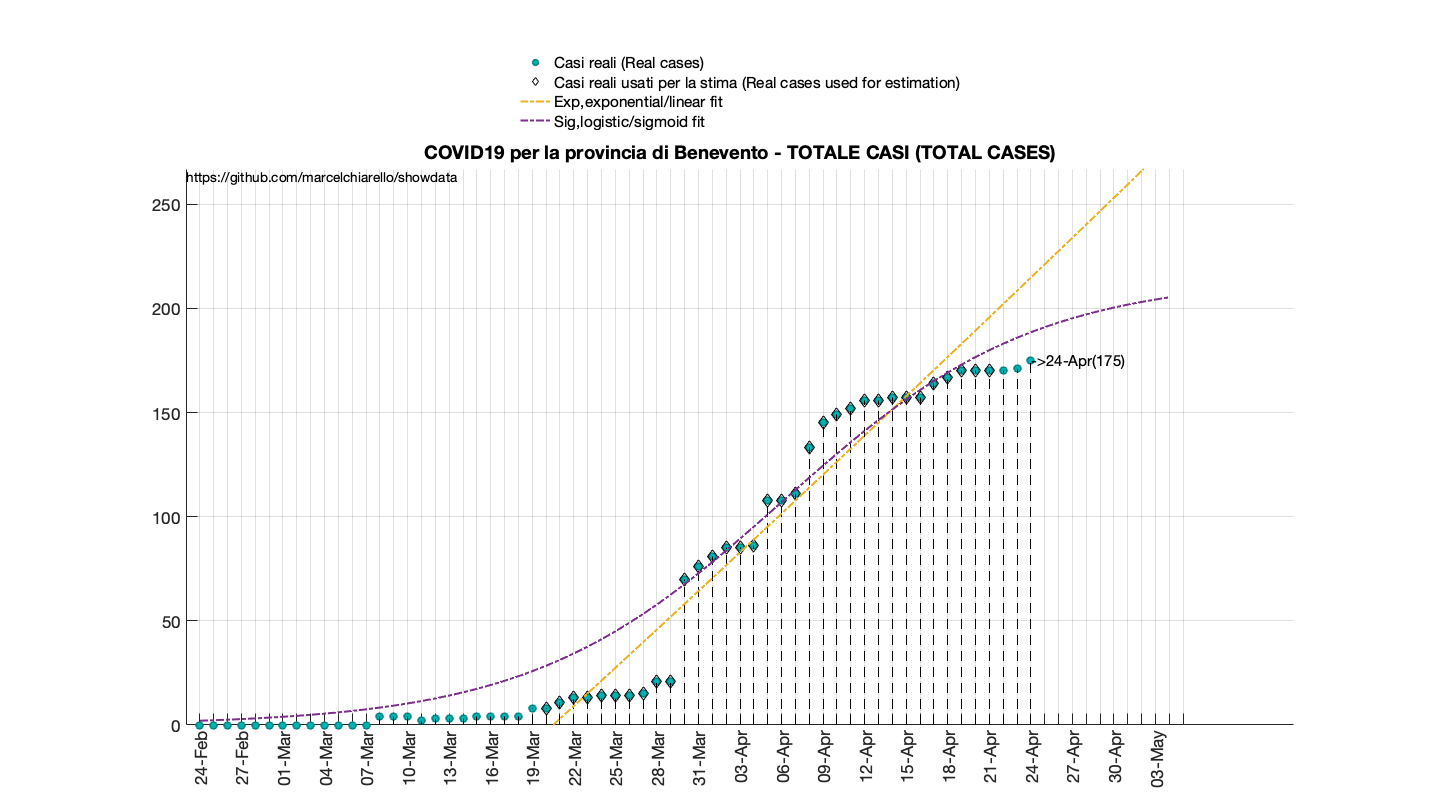 Casi reali (Real cases)
Casi reali usati per la stima (Real cases used for estimation)
Exp,exponential/linear fit
Sig,logistic/sigmoid fit
COVID19 per la provincia di Benevento - TOTALE CASI (TOTAL CASES)
https://github.com/marcelchiarello/showdata
250
200
150
100
50
0
->24-Apr(175)
24-Feb
27-Feb
01-Mar
04-Mar
07-Mar
10-Mar
13-Mar
16-Mar
19-Mar
22-Mar
25-Mar
28-Mar
31-Mar
03-Apr
06-Apr
09-Apr
12-Apr
15-Apr
18-Apr
21-Apr
24-Apr
27-Apr
30-Apr
03-May